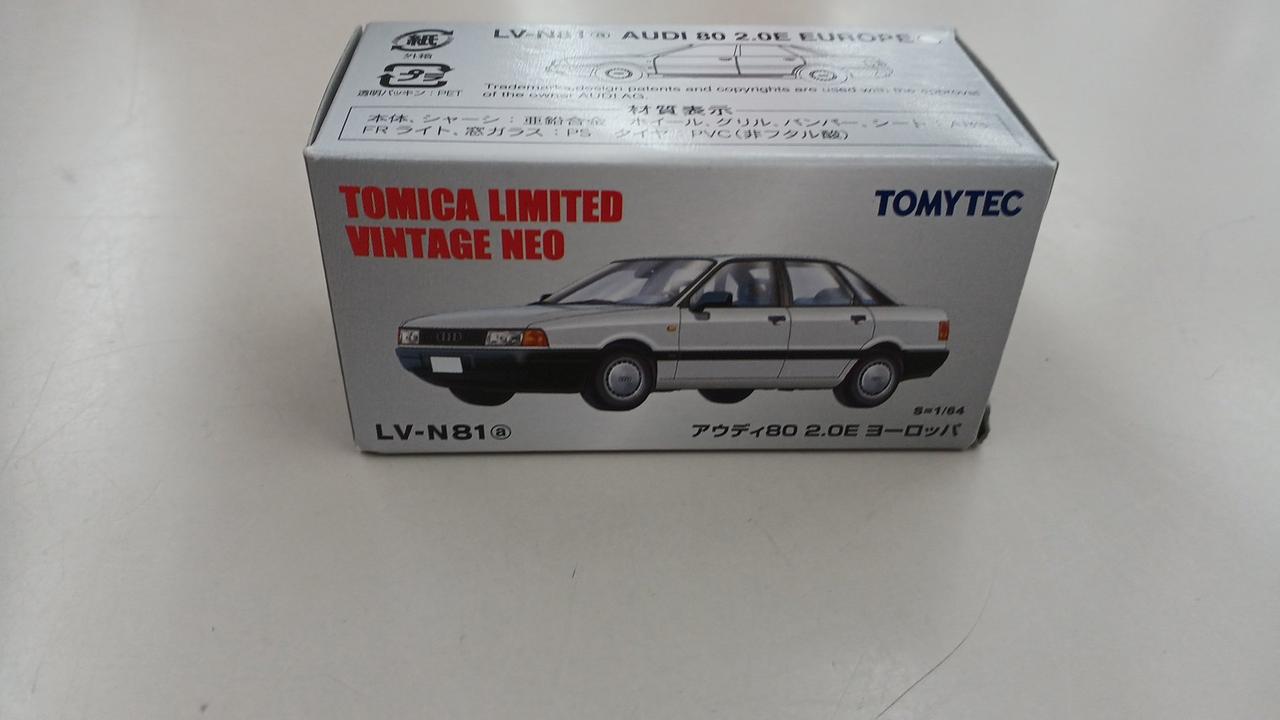 紙
外箱
プラ
透明パッキン：PET
LV-N81ⓐ AUDI 80 2.0E EUROPE
Trademarks,design patents and copyrights are used with the approval
of the owner AUDI AG.
材質表示
本体、シャーシ：亜鉛合金 ホイール、グリル、バンパー、シート：ABS
FR ライト、窓ガラス：PS タイヤ：PVC(非フタル酸)
TOMICA LIMITED
VINTAGE NEO
TOMYTEC
S=1/64
LV-N81ⓐ
アウディ80 2.0E ヨーロッパ